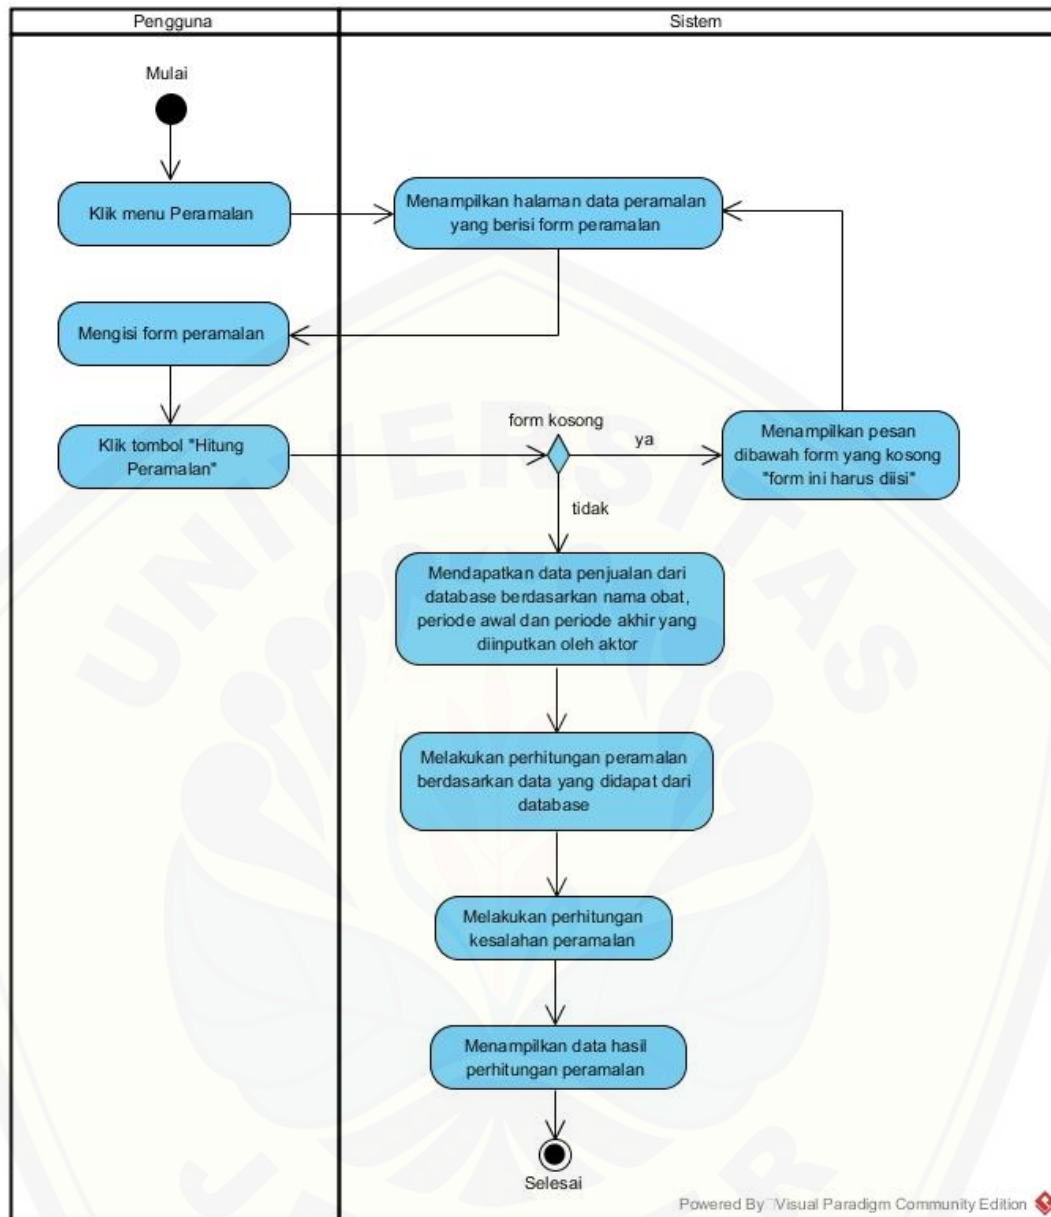 Pengguna
Sistem
Mulai
Klik menu Peramalan
Menampilkan halaman data peramalan
yang berisi form peramalan
Mengisi form peramalan
Klik tombol "Hitung
Peramalan"
form kosong
ya
Menampilkan pesan
dibawah form yang kosong
"form ini harus diisi"
tidak
Mendapatkan data penjualan dari
database berdasarkan nama obat,
periode awal dan periode akhir yang
diinputkan oleh aktor
Melakukan perhitungan peramalan
berdasarkan data yang didapat dari
database
Melakukan perhitungan
kesalahan peramalan
Menampilkan data hasil
perhitungan peramalan
Selesai
Powered By Visual Paradigm Community Edition
UNIVERSITAS